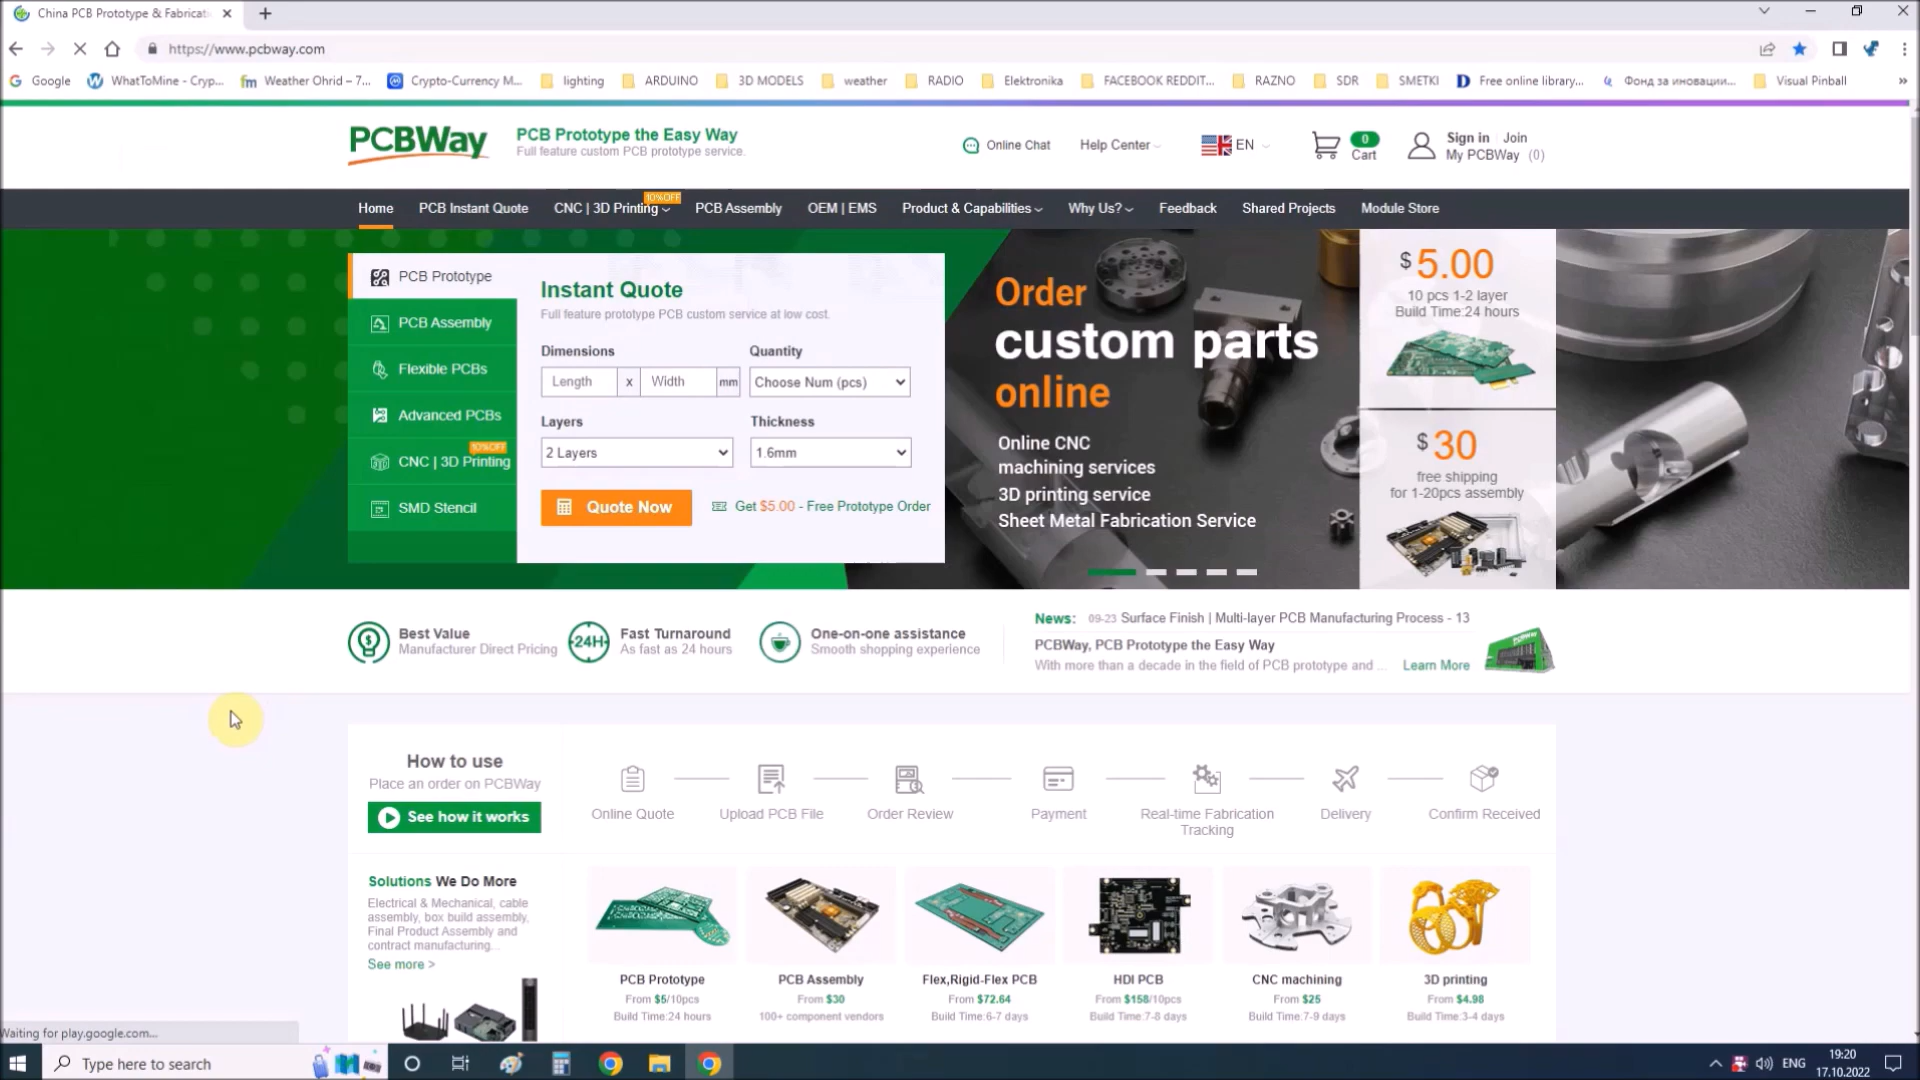 China PCB Prototype & Fabricati
https://www.pcbway.com
Google
WhatToMine - Cryp...
Weather Ohrid – 7...
Crypto-Currency M...
lighting
ARDUINO
3D MODELS
weather
RADIO
Elektronika
FACEBOOK REDDIT...
RAZNO
SDR
SMETKI
Free online library...
Фонд за иновации...
Visual Pinball
PCBWay
PCB Prototype the Easy Way
Full feature custom PCB prototype service.
Online Chat
Help Center
EN
0
Cart
Sign in Join
My PCBWay (0)
Home
PCB Instant Quote
CNC | 3D Printing
10%OFF
PCB Assembly
OEM | EMS
Product & Capabilities
Why Us?
Feedback
Shared Projects
Module Store
PCB Prototype
PCB Assembly
Flexible PCBs
Advanced PCBs
10%OFF
CNC | 3D Printing
SMD Stencil
Instant Quote
Full feature prototype PCB custom service at low cost.
Dimensions
Quantity
Length x Width mm
Choose Num (pcs)
Layers
Thickness
2 Layers
1.6mm
Quote Now
Get $5.00 - Free Prototype Order
Order
custom parts
online
Online CNC
machining services
3D printing service
Sheet Metal Fabrication Service
$5.00
10 pcs 1-2 layer
Build Time:24 hours
$30
free shipping
for 1-20pcs assembly
Best Value
Manufacturer Direct Pricing
24H
Fast Turnaround
As fast as 24 hours
One-on-one assistance
Smooth shopping experience
News: 09-23 Surface Finish | Multi-layer PCB Manufacturing Process - 13
PCBWay, PCB Prototype the Easy Way
With more than a decade in the field of PCB prototype and ... Learn More
How to use
Place an order on PCBWay
See how it works
Online Quote
Upload PCB File
Order Review
Payment
Real-time Fabrication
Tracking
Delivery
Confirm Received
Solutions We Do More
Electrical & Mechanical, cable
assembly, box build assembly,
Final Product Assembly and
contract manufacturing...
See more >
PCB Prototype
From $5/10pcs
Build Time:24 hours
PCB Assembly
From $30
100+ component vendors
Flex,Rigid-Flex PCB
From $72.64
Build Time:6-7 days
HDI PCB
From $158/10pcs
Build Time:7-8 days
CNC machining
From $25
Build Time:7-9 days
3D printing
From $4.98
Build Time:3-4 days
Waiting for play.google.com...
Type here to search
ENG
19:20
17.10.2022